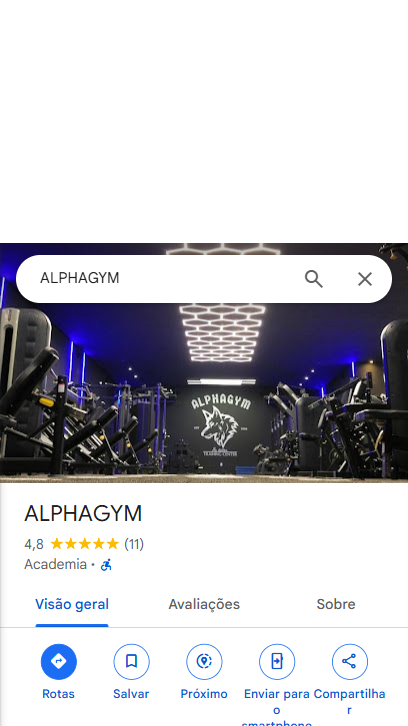 ALPHAGYM
ALPHAGYM
TRAINING CENTER
ALPHAGYM
4,8 (11)
Academia ·
Visão geral Avaliações Sobre
Rotas Salvar Próximo Enviar para o smartphone Compartilhar